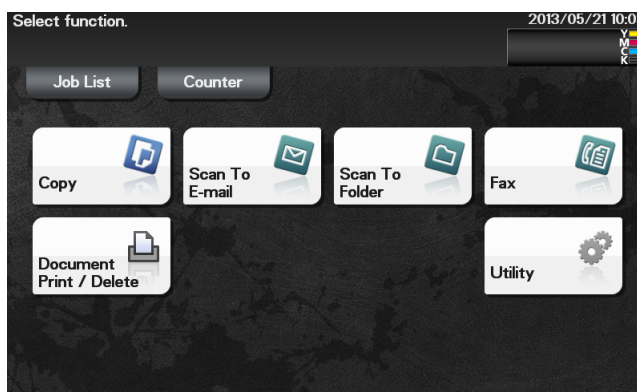 Select function.
2013/05/21 10:0
Y
M
C
K
Job List
Counter
Copy
Scan To
E-mail
Scan To
Folder
Fax
Document
Print / Delete
Utility